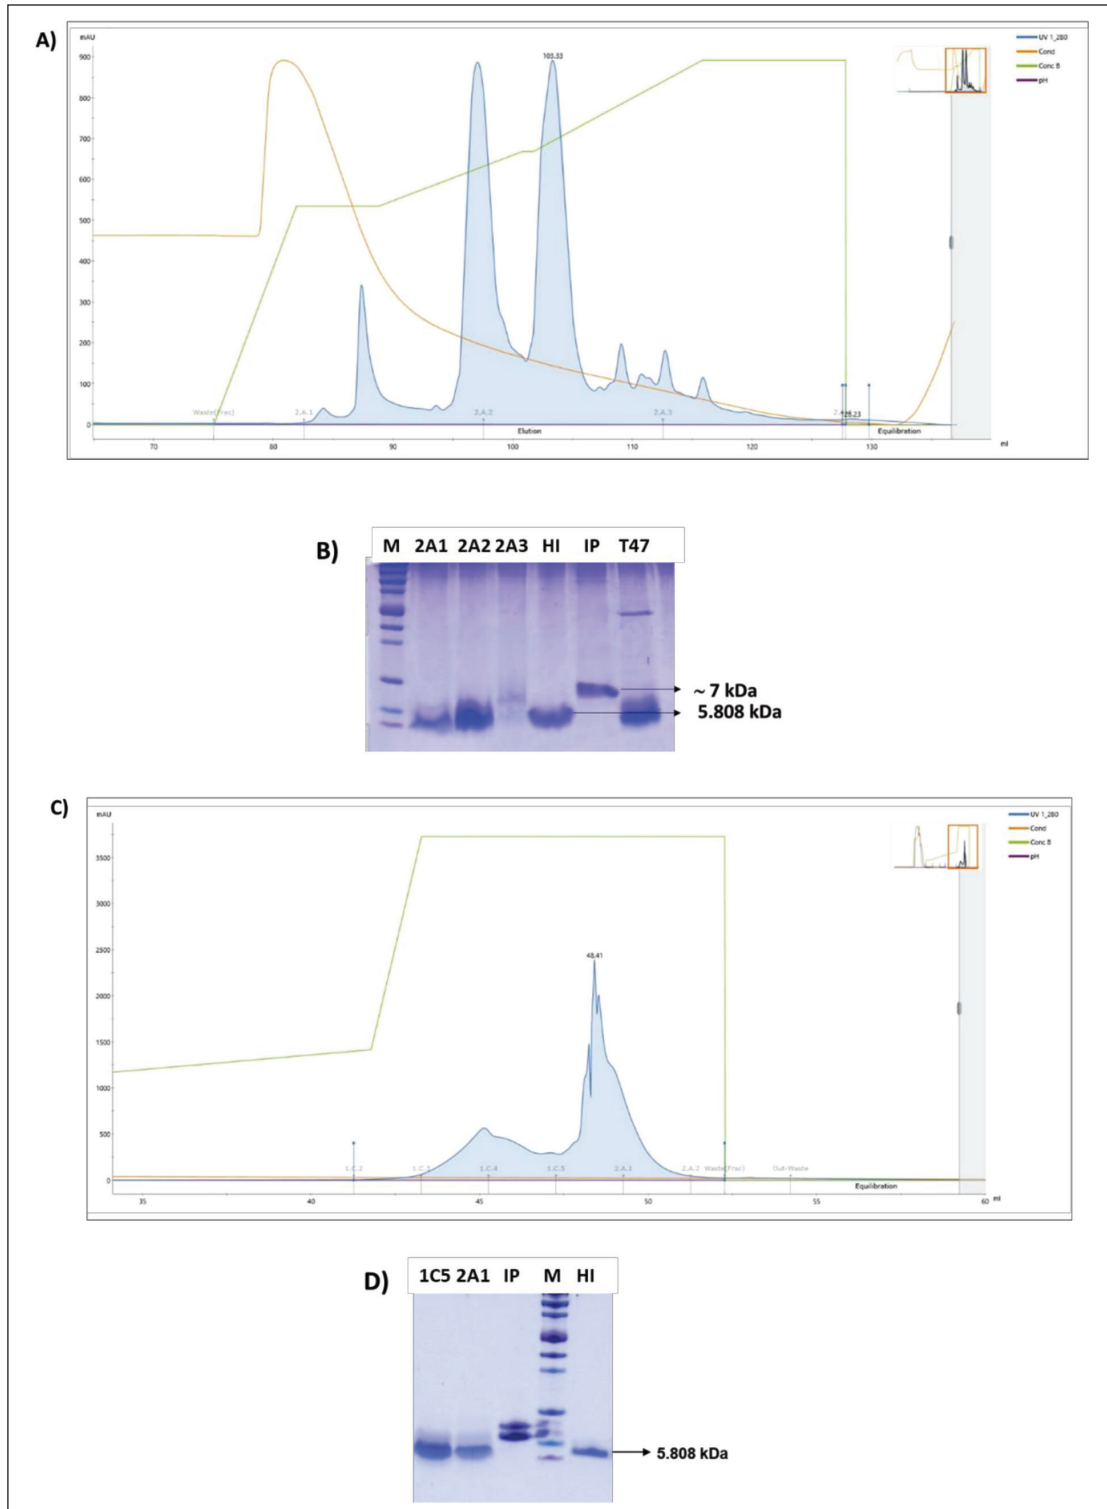 A)
mAU
900
800
700
600
500
400
300
200
100
0
103.33
UV 1_280
Cond
Conc B
pH
Waste(Frac)
2.A.1
2.A.2
2.A.3
128.23
70
80
90
100
110
120
130
ml
Elution
Equilibration
B)
M 2A1 2A2 2A3 HI IP T47
~ 7 kDa
5.808 kDa
C)
mAU
3500
3000
2500
2000
1500
1000
500
0
48.41
UV 1_280
Cond
Conc B
pH
1.C.2
1.C.3
1.C.4
1.C.5
2.A.1
2.A.2
Waste(Frac)
Out-Waste
Equilibration
35
40
45
50
55
60
ml
D)
1C5 2A1 IP M HI
5.808 kDa